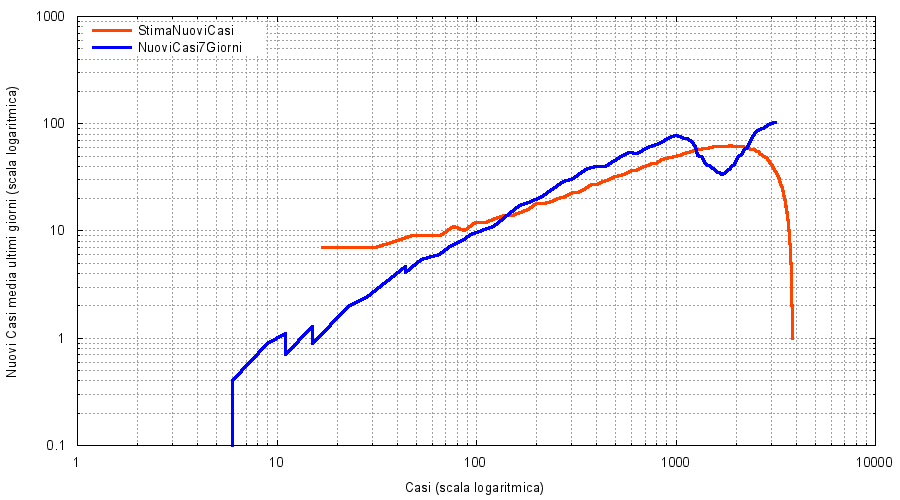 1000
StimaNuoviCasi
NuoviCasi7Giorni
100
10
1
0.1
Nuovi Casi media ultimi giorni (scala logaritmica)
1 10 100 1000 10000
Casi (scala logaritmica)